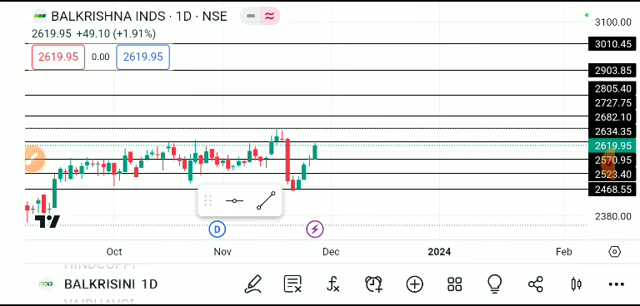 BALKRISHNA INDS · 1D · NSE
2619.95 +49.10 (+1.91%)
2619.95 0.00 2619.95
3100.00
3010.45
2903.85
2805.40
2727.75
2682.10
2634.35
2619.95
2570.95
2523.40
2468.55
2380.00
D
Oct Nov Dec 2024 Feb
BALKRISINI 1D